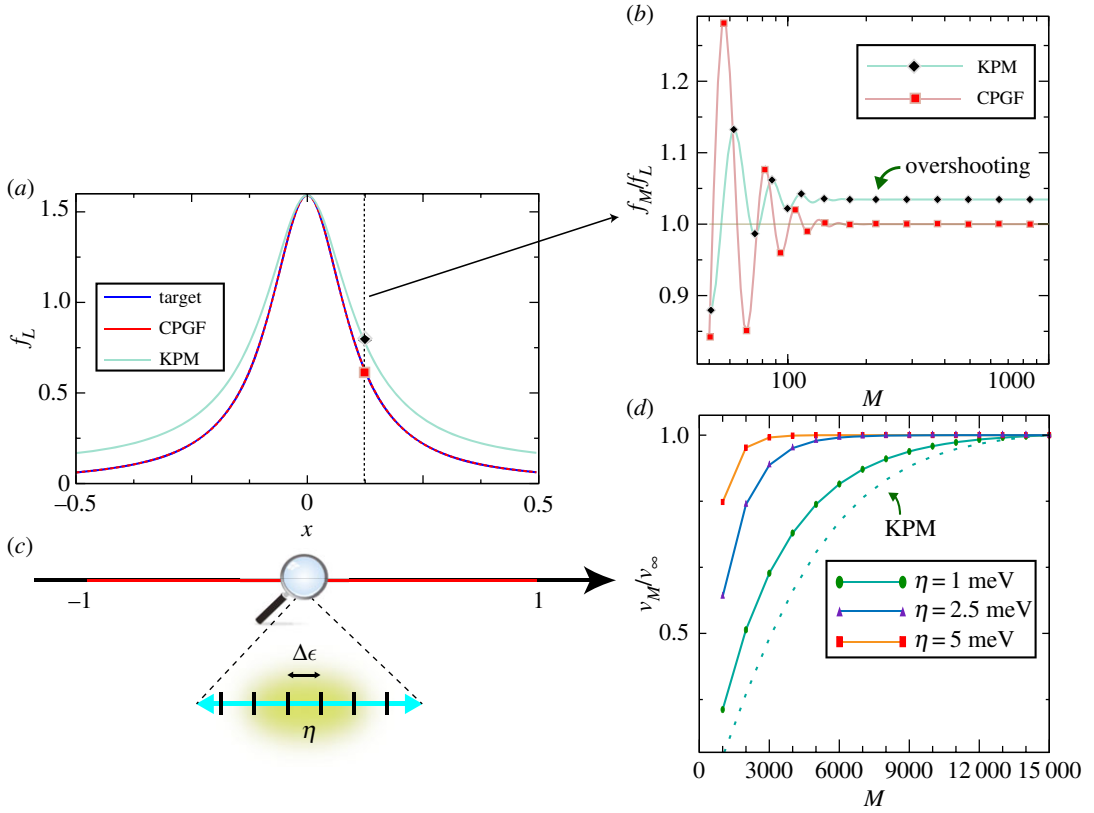 (a)
f_L
1.5
1.0
0.5
0
target
CPGF
KPM
−0.5
0
0.5
x
(b)
f_M/f_L
1.2
1.1
1.0
0.9
KPM
CPGF
overshooting
100
1000
M
(c)
−1
1
Δϵ
η
(d)
v_M/v_∞
1.0
0.5
KPM
η = 1 meV
η = 2.5 meV
η = 5 meV
0
3000
6000
9000
12 000
15 000
M